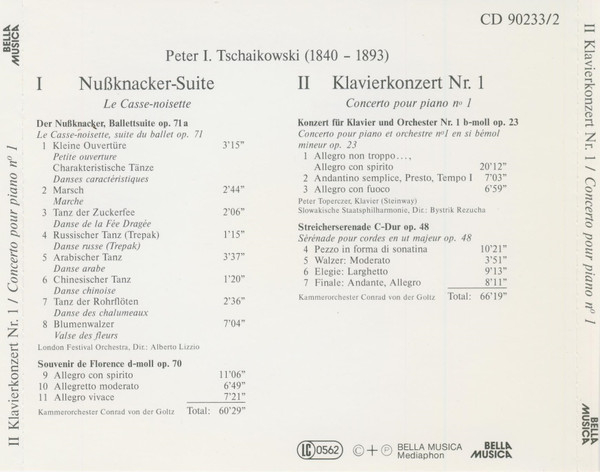 CD 90233/2
BELLA
MUSICA
II Klavierkonzert Nr. 1 / Concerto pour piano nº 1
Peter I. Tschaikowski (1840 – 1893)
I Nußknacker-Suite
Le Casse-noisette
Der Nußknacker, Ballettsuite op. 71a
Le Casse-noisette, suite du ballet op. 71
1 Kleine Ouvertüre 3’15”
Petite ouverture
Charakteristische Tänze
Danses caractéristiques
2 Marsch 2’44”
Marche
3 Tanz der Zuckerfee 2’06”
Danse de la Fée Dragée
4 Russischer Tanz (Trepak) 1’15”
Danse russe (Trepak)
5 Arabischer Tanz 3’37”
Danse arabe
6 Chinesischer Tanz 1’20”
Danse chinoise
7 Tanz der Rohrflöten 2’36”
Danse des chalumeaux
8 Blumenwalzer 7’04”
Valse des fleurs
London Festival Orchestra, Dir.: Alberto Lizzio
Souvenir de Florence d-moll op. 70
9 Allegro con spirito 11’06”
10 Allegretto moderato 6’49”
11 Allegro vivace 7’21”
Kammerorchester Conrad von der Goltz Total: 60’29”
II Klavierkonzert Nr. 1
Concerto pour piano nº 1
Konzert für Klavier und Orchester Nr. 1 b-moll op. 23
Concerto pour piano et orchestre nº1 en si bémol
mineur op. 23
1 Allegro non troppo...,
Allegro con spirito 20’12”
2 Andantino semplice, Presto, Tempo I 7’03”
3 Allegro con fuoco 6’59”
Peter Toperczer, Klavier (Steinway)
Slowakische Staatsphilharmonie, Dir.: Bystrik Rezucha
Streicherserenade C-Dur op. 48
Sérénade pour cordes en ut majeur op. 48
4 Pezzo in forma di sonatina 10’21”
5 Walzer: Moderato 3’51”
6 Elegie: Larghetto 9’13”
7 Finale: Andante, Allegro 8’11”
Kammerorchester Conrad von der Goltz Total: 66’19”
LC 0562
© + ℗ BELLA MUSICA
Mediaphon
BELLA
MUSICA
II Klavierkonzert Nr. 1 / Concerto pour piano nº 1
BELLA
MUSICA